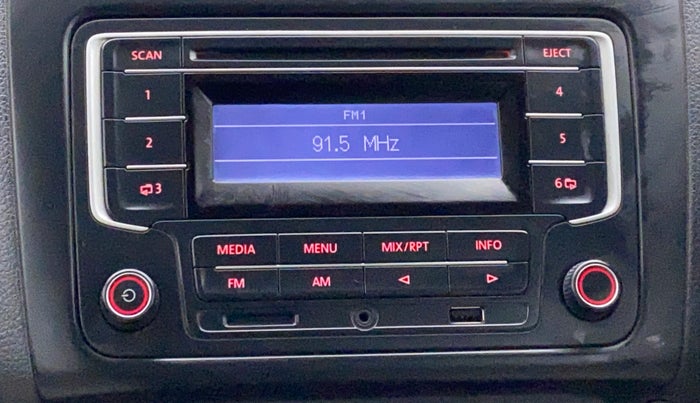 SCAN
EJECT
1
4
FM1
91.5 MHz
2
5
3
6
MEDIA
MENU
MIX/RPT
INFO
FM
AM